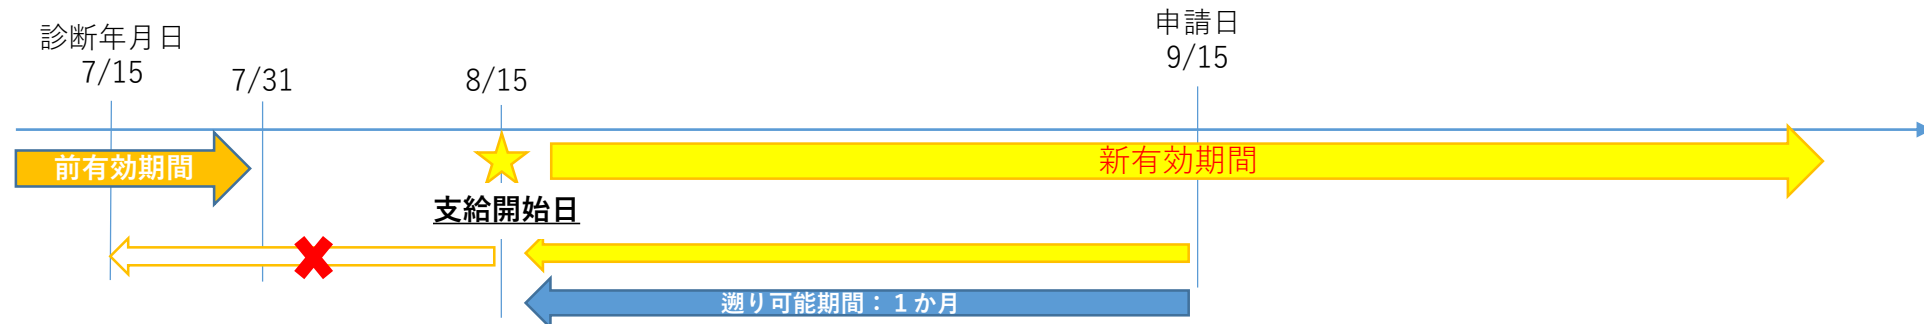 診断年月日
7/15
7/31
8/15
申請日
9/15
前有効期間
新有効期間
支給開始日
遡り可能期間：１か月